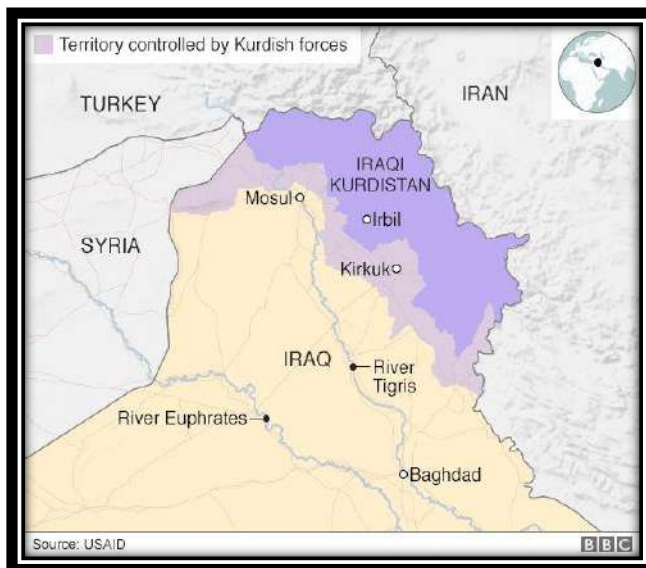 Territory controlled by Kurdish forces
TURKEY
IRAN
IRAQI
KURDISTAN
Mosul
Irbil
SYRIA
Kirkuk
IRAQ
River
Tigris
River Euphrates
Baghdad
Source: USAID
BBC